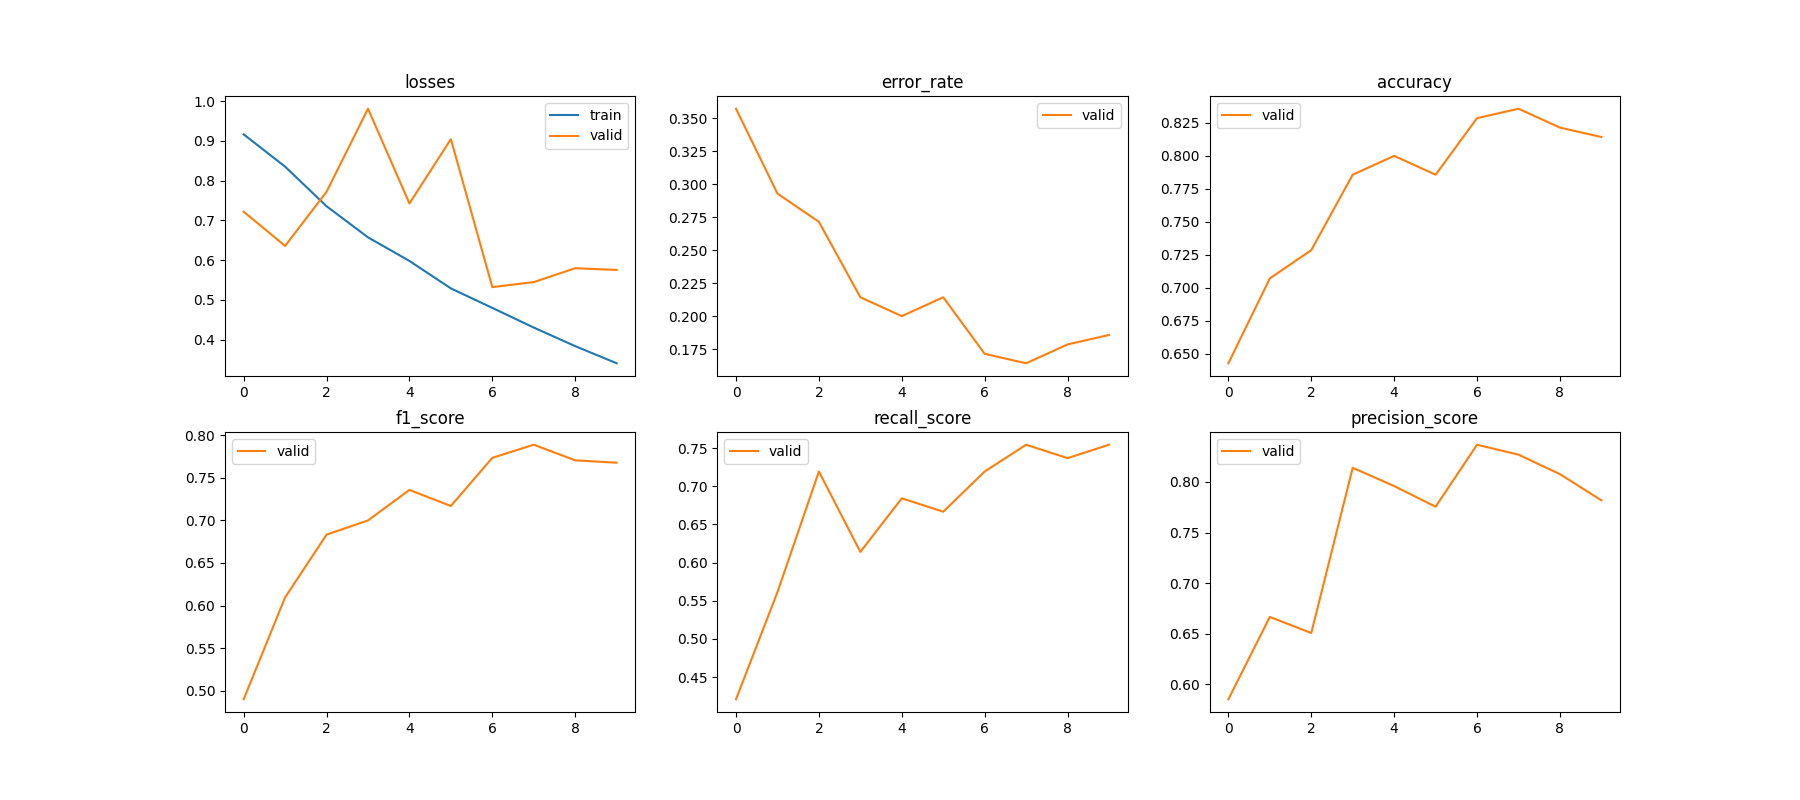 losses
1.0
0.9
0.8
0.7
0.6
0.5
0.4
0 2 4 6 8
train
valid
error_rate
0.350
0.325
0.300
0.275
0.250
0.225
0.200
0.175
0 2 4 6 8
valid
accuracy
0.825
0.800
0.775
0.750
0.725
0.700
0.675
0.650
0 2 4 6 8
valid
f1_score
0.80
0.75
0.70
0.65
0.60
0.55
0.50
0 2 4 6 8
valid
recall_score
0.75
0.70
0.65
0.60
0.55
0.50
0.45
0 2 4 6 8
valid
precision_score
0.80
0.75
0.70
0.65
0.60
0 2 4 6 8
valid